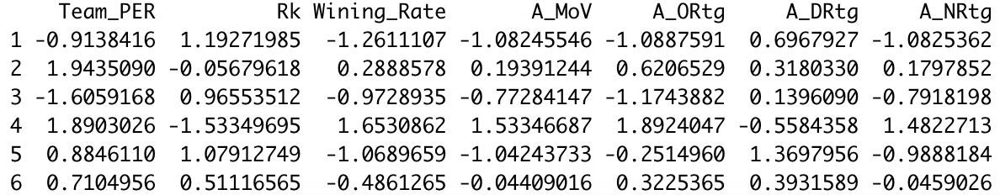 Team_PER Rk Wining_Rate A_MoV A_ORtg A_DRtg A_NRtg
1 -0.9138416 1.19271985 -1.2611107 -1.08245546 -1.0887591 0.6967927 -1.0825362
2 1.9435090 -0.05679618 0.2888578 0.19391244 0.6206529 0.3180330 0.1797852
3 -1.6059168 0.96553512 -0.9728935 -0.77284147 -1.1743882 0.1396090 -0.7918198
4 1.8903026 -1.53349695 1.6530862 1.53346687 1.8924047 -0.5584358 1.4822713
5 0.8846110 1.07912749 -1.0689659 -1.04243733 -0.2514960 1.3697956 -0.9888184
6 0.7104956 0.51116565 -0.4861265 -0.04409016 0.3225365 0.3931589 -0.0459026